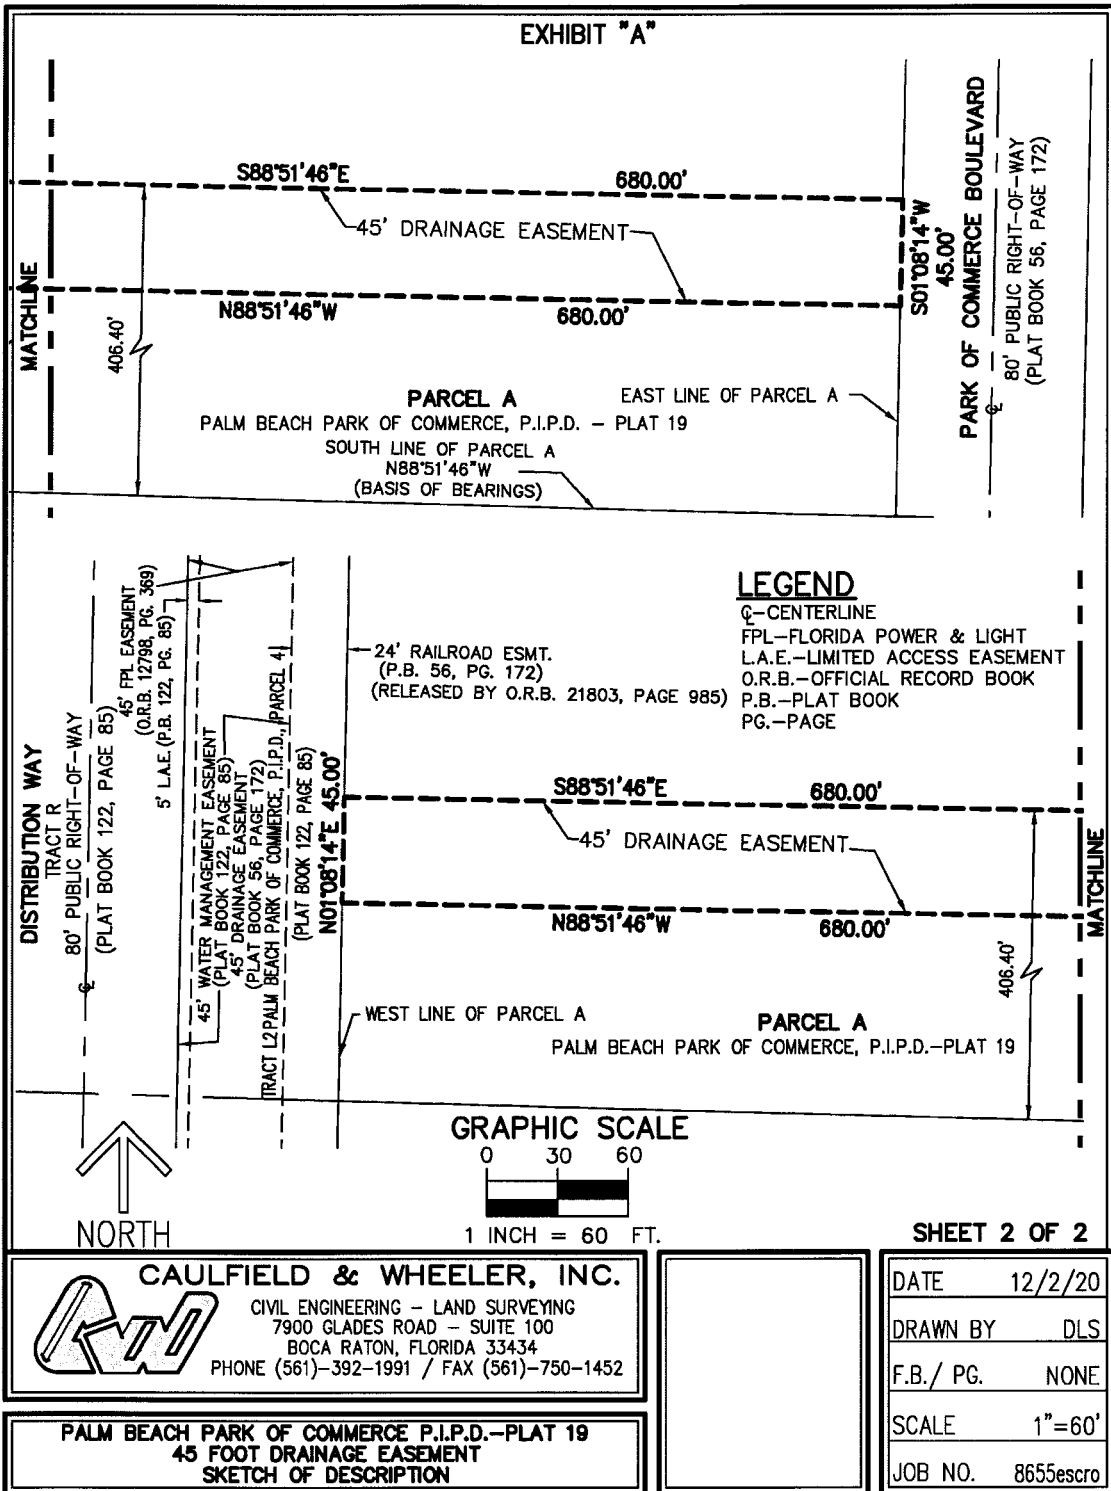 EXHIBIT "A"
S88°51'46"E 680.00'
45' DRAINAGE EASEMENT
N88°51'46"W 680.00'
S01°08'14"W
45.00'
MATCHLINE
406.40'
PARK OF COMMERCE BOULEVARD
80' PUBLIC RIGHT-OF-WAY
(PLAT BOOK 56, PAGE 172)
℄
PARCEL A
PALM BEACH PARK OF COMMERCE, P.I.P.D. - PLAT 19
EAST LINE OF PARCEL A
SOUTH LINE OF PARCEL A
N88°51'46"W
(BASIS OF BEARINGS)
LEGEND
℄-CENTERLINE
FPL-FLORIDA POWER & LIGHT
L.A.E.-LIMITED ACCESS EASEMENT
O.R.B.-OFFICIAL RECORD BOOK
P.B.-PLAT BOOK
PG.-PAGE
DISTRIBUTION WAY
TRACT R
80' PUBLIC RIGHT-OF-WAY
(PLAT BOOK 122, PAGE 85)
℄
45' FPL EASEMENT
(O.R.B. 12798, PG. 369)
5' L.A.E. (P.B. 122, PG. 85)
45' WATER MANAGEMENT EASEMENT
(PLAT BOOK 122, PAGE 85)
45' DRAINAGE EASEMENT
(PLAT BOOK 56, PAGE 172)
TRACT L2 PALM BEACH PARK OF COMMERCE, P.I.P.D., PARCEL 4
(PLAT BOOK 122, PAGE 85)
24' RAILROAD ESMT.
(P.B. 56, PG. 172)
(RELEASED BY O.R.B. 21803, PAGE 985)
N01°08'14"E 45.00'
S88°51'46"E 680.00'
45' DRAINAGE EASEMENT
N88°51'46"W 680.00'
MATCHLINE
406.40'
WEST LINE OF PARCEL A
PARCEL A
PALM BEACH PARK OF COMMERCE, P.I.P.D.-PLAT 19
GRAPHIC SCALE
0 30 60
1 INCH = 60 FT.
NORTH
SHEET 2 OF 2
CAULFIELD & WHEELER, INC.
CIVIL ENGINEERING - LAND SURVEYING
7900 GLADES ROAD - SUITE 100
BOCA RATON, FLORIDA 33434
PHONE (561)-392-1991 / FAX (561)-750-1452
PALM BEACH PARK OF COMMERCE P.I.P.D.-PLAT 19
45 FOOT DRAINAGE EASEMENT
SKETCH OF DESCRIPTION
DATE 12/2/20
DRAWN BY DLS
F.B./ PG. NONE
SCALE 1"=60'
JOB NO. 8655escro